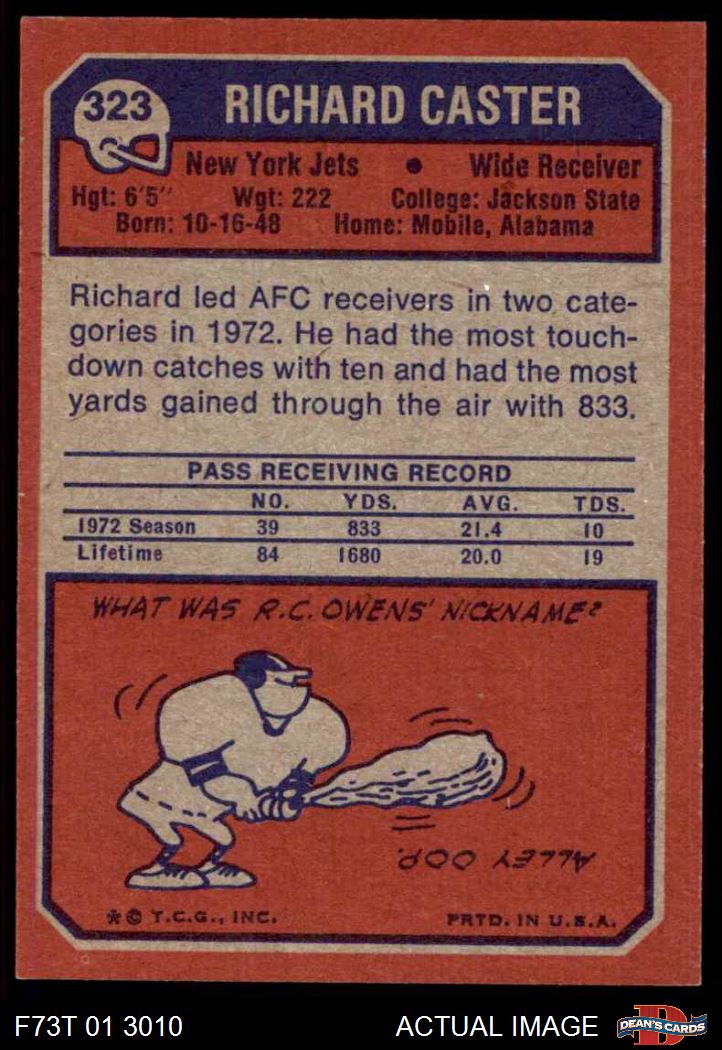 323
RICHARD CASTER
New York Jets • Wide Receiver
Hgt: 6'5" Wgt: 222 College: Jackson State
Born: 10-16-48 Home: Mobile, Alabama
Richard led AFC receivers in two cate-
gories in 1972. He had the most touch-
down catches with ten and had the most
yards gained through the air with 833.
PASS RECEIVING RECORD
NO. YDS. AVG. TDS.
1972 Season 39 833 21.4 10
Lifetime 84 1680 20.0 19
WHAT WAS R.C. OWENS' NICKNAME?
ALLEY OOP.
*© T.C.G., INC. PRTD. IN U.S.A.
F73T 01 3010 ACTUAL IMAGE
D
DEAN'S CARDS